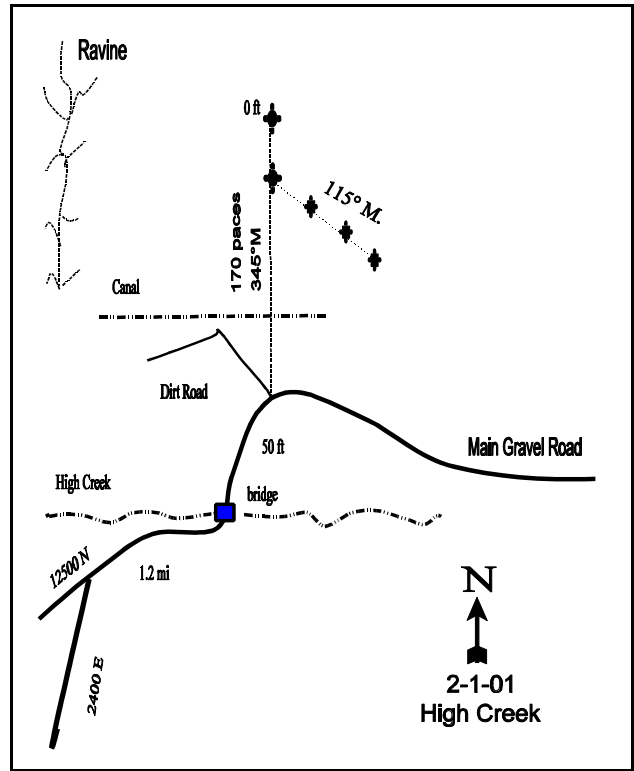 Ravine
0 ft
115° M.
170 paces
345°M
Canal
Dirt Road
50 ft
Main Gravel Road
High Creek
bridge
12500 N
1.2 mi
2400 E
N
2-1-01
High Creek